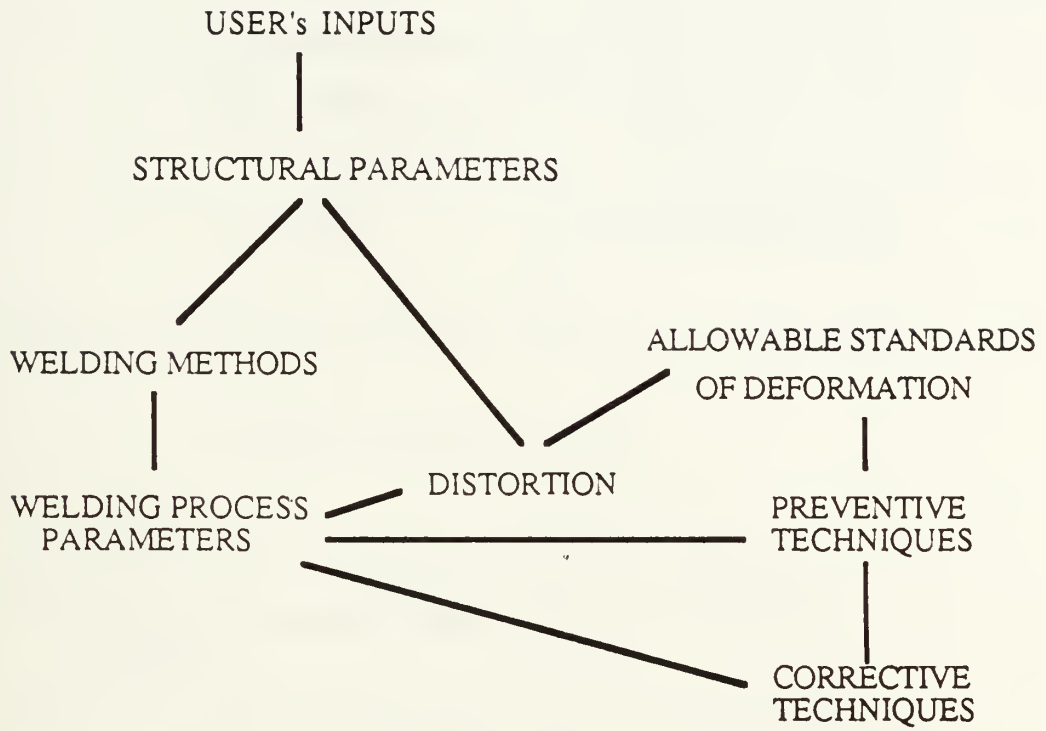 USER's INPUTS
STRUCTURAL PARAMETERS
WELDING METHODS
ALLOWABLE STANDARDS
OF DEFORMATION
DISTORTION
WELDING PROCESS
PARAMETERS
PREVENTIVE
TECHNIQUES
CORRECTIVE
TECHNIQUES